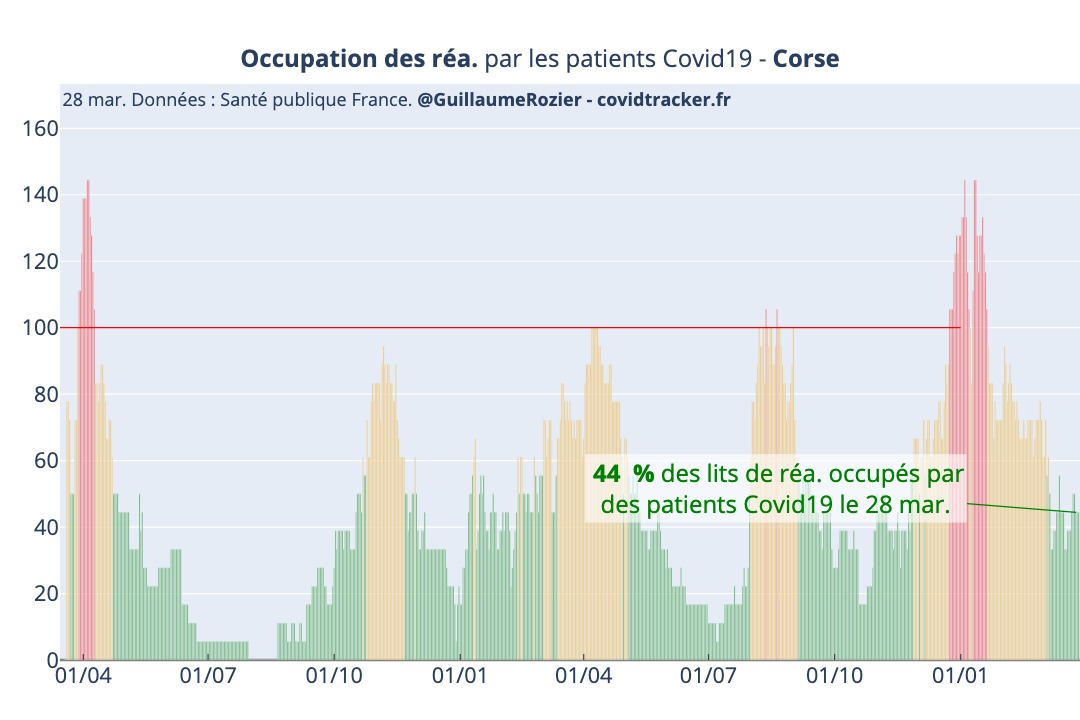 Occupation des réa. par les patients Covid19 - Corse
28 mar. Données : Santé publique France. @GuillaumeRozier - covidtracker.fr
160
140
120
100
80
60
40
20
0
44 % des lits de réa. occupés par
des patients Covid19 le 28 mar.
01/04 01/07 01/10 01/01 01/04 01/07 01/10 01/01